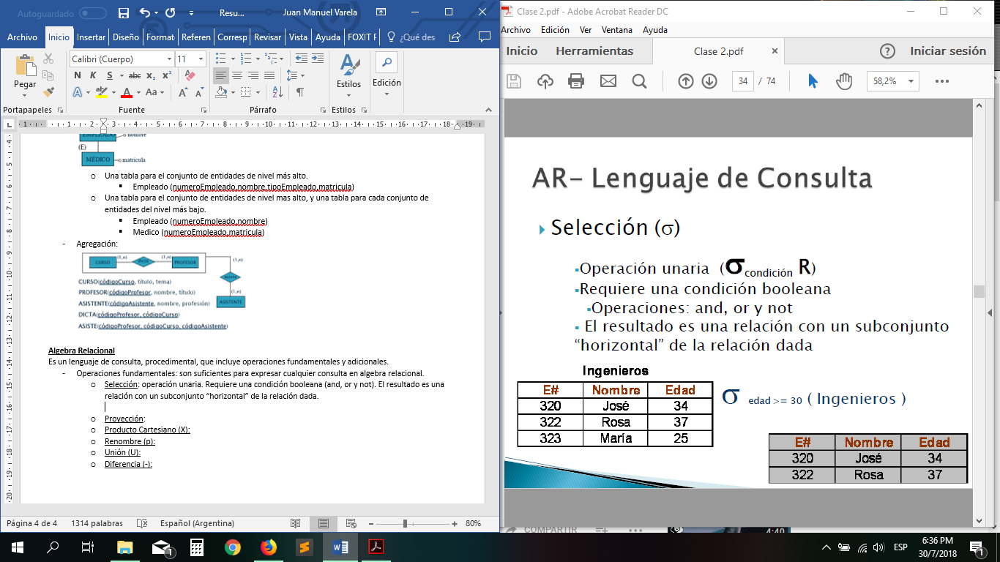 Autoguardado
Resu...
Juan Manuel Varela
Archivo
Inicio
Insertar
Diseño
Format
Referen
Corresp
Revisar
Vista
Ayuda
FOXIT F
¿Qué des
Pegar
Calibri (Cuerpo)
11
N K S abc x₂ x²
Aa
Estilos
Edición
Portapapeles
Fuente
Párrafo
Estilos
EMPLEADO
nombre
(E)
MÉDICO
matricula
o Una tabla para el conjunto de entidades de nivel más alto.
▪ Empleado (numeroEmpleado,nombre,tipoEmpleado,matricula)
o Una tabla para el conjunto de entidades de nivel mas alto, y una tabla para cada conjunto de
entidades del nivel más bajo.
▪ Empleado (numeroEmpleado,nombre)
▪ Medico (numeroEmpleado,matricula)
- Agregación:
CURSO
(1,n)
DICTA
(1,n)
PROFESOR
(1,n)
(1,n)
ASISTENTE
CURSO(códigoCurso, título, tema)
PROFESOR(códigoProfesor, nombre, título)
ASISTENTE(códigoAsistente, nombre, profesión)
DICTA(códigoProfesor, códigoCurso)
ASISTE(códigoProfesor, códigoCurso, códigoAsistente)
Algebra Relacional
Es un lenguaje de consulta, procedimental, que incluye operaciones fundamentales y adicionales.
- Operaciones fundamentales: son suficientes para expresar cualquier consulta en algebra relacional.
o Selección: operación unaria. Requiere una condición booleana (and, or y not). El resultado es una
relación con un subconjunto “horizontal” de la relación dada.
o Proyección:
o Producto Cartesiano (X):
o Renombre (p):
o Unión (U):
o Diferencia (-):
Página 4 de 4
1314 palabras
Español (Argentina)
80%
Clase 2.pdf - Adobe Acrobat Reader DC
Archivo Edición Ver Ventana Ayuda
Inicio
Herramientas
Clase 2.pdf
Iniciar sesión
34 / 74
58,2%
AR- Lenguaje de Consulta
Selección (σ)
▪Operación unaria (σcondición R)
▪Requiere una condición booleana
▪Operaciones: and, or y not
▪ El resultado es una relación con un subconjunto
“horizontal” de la relación dada
Ingenieros
E# Nombre Edad
320 José 34
322 Rosa 37
323 María 25
σ edad >= 30 ( Ingenieros )
E# Nombre Edad
320 José 34
322 Rosa 37
COMPARTIR
4:40
1
ESP
6:36 PM
30/7/2018
1